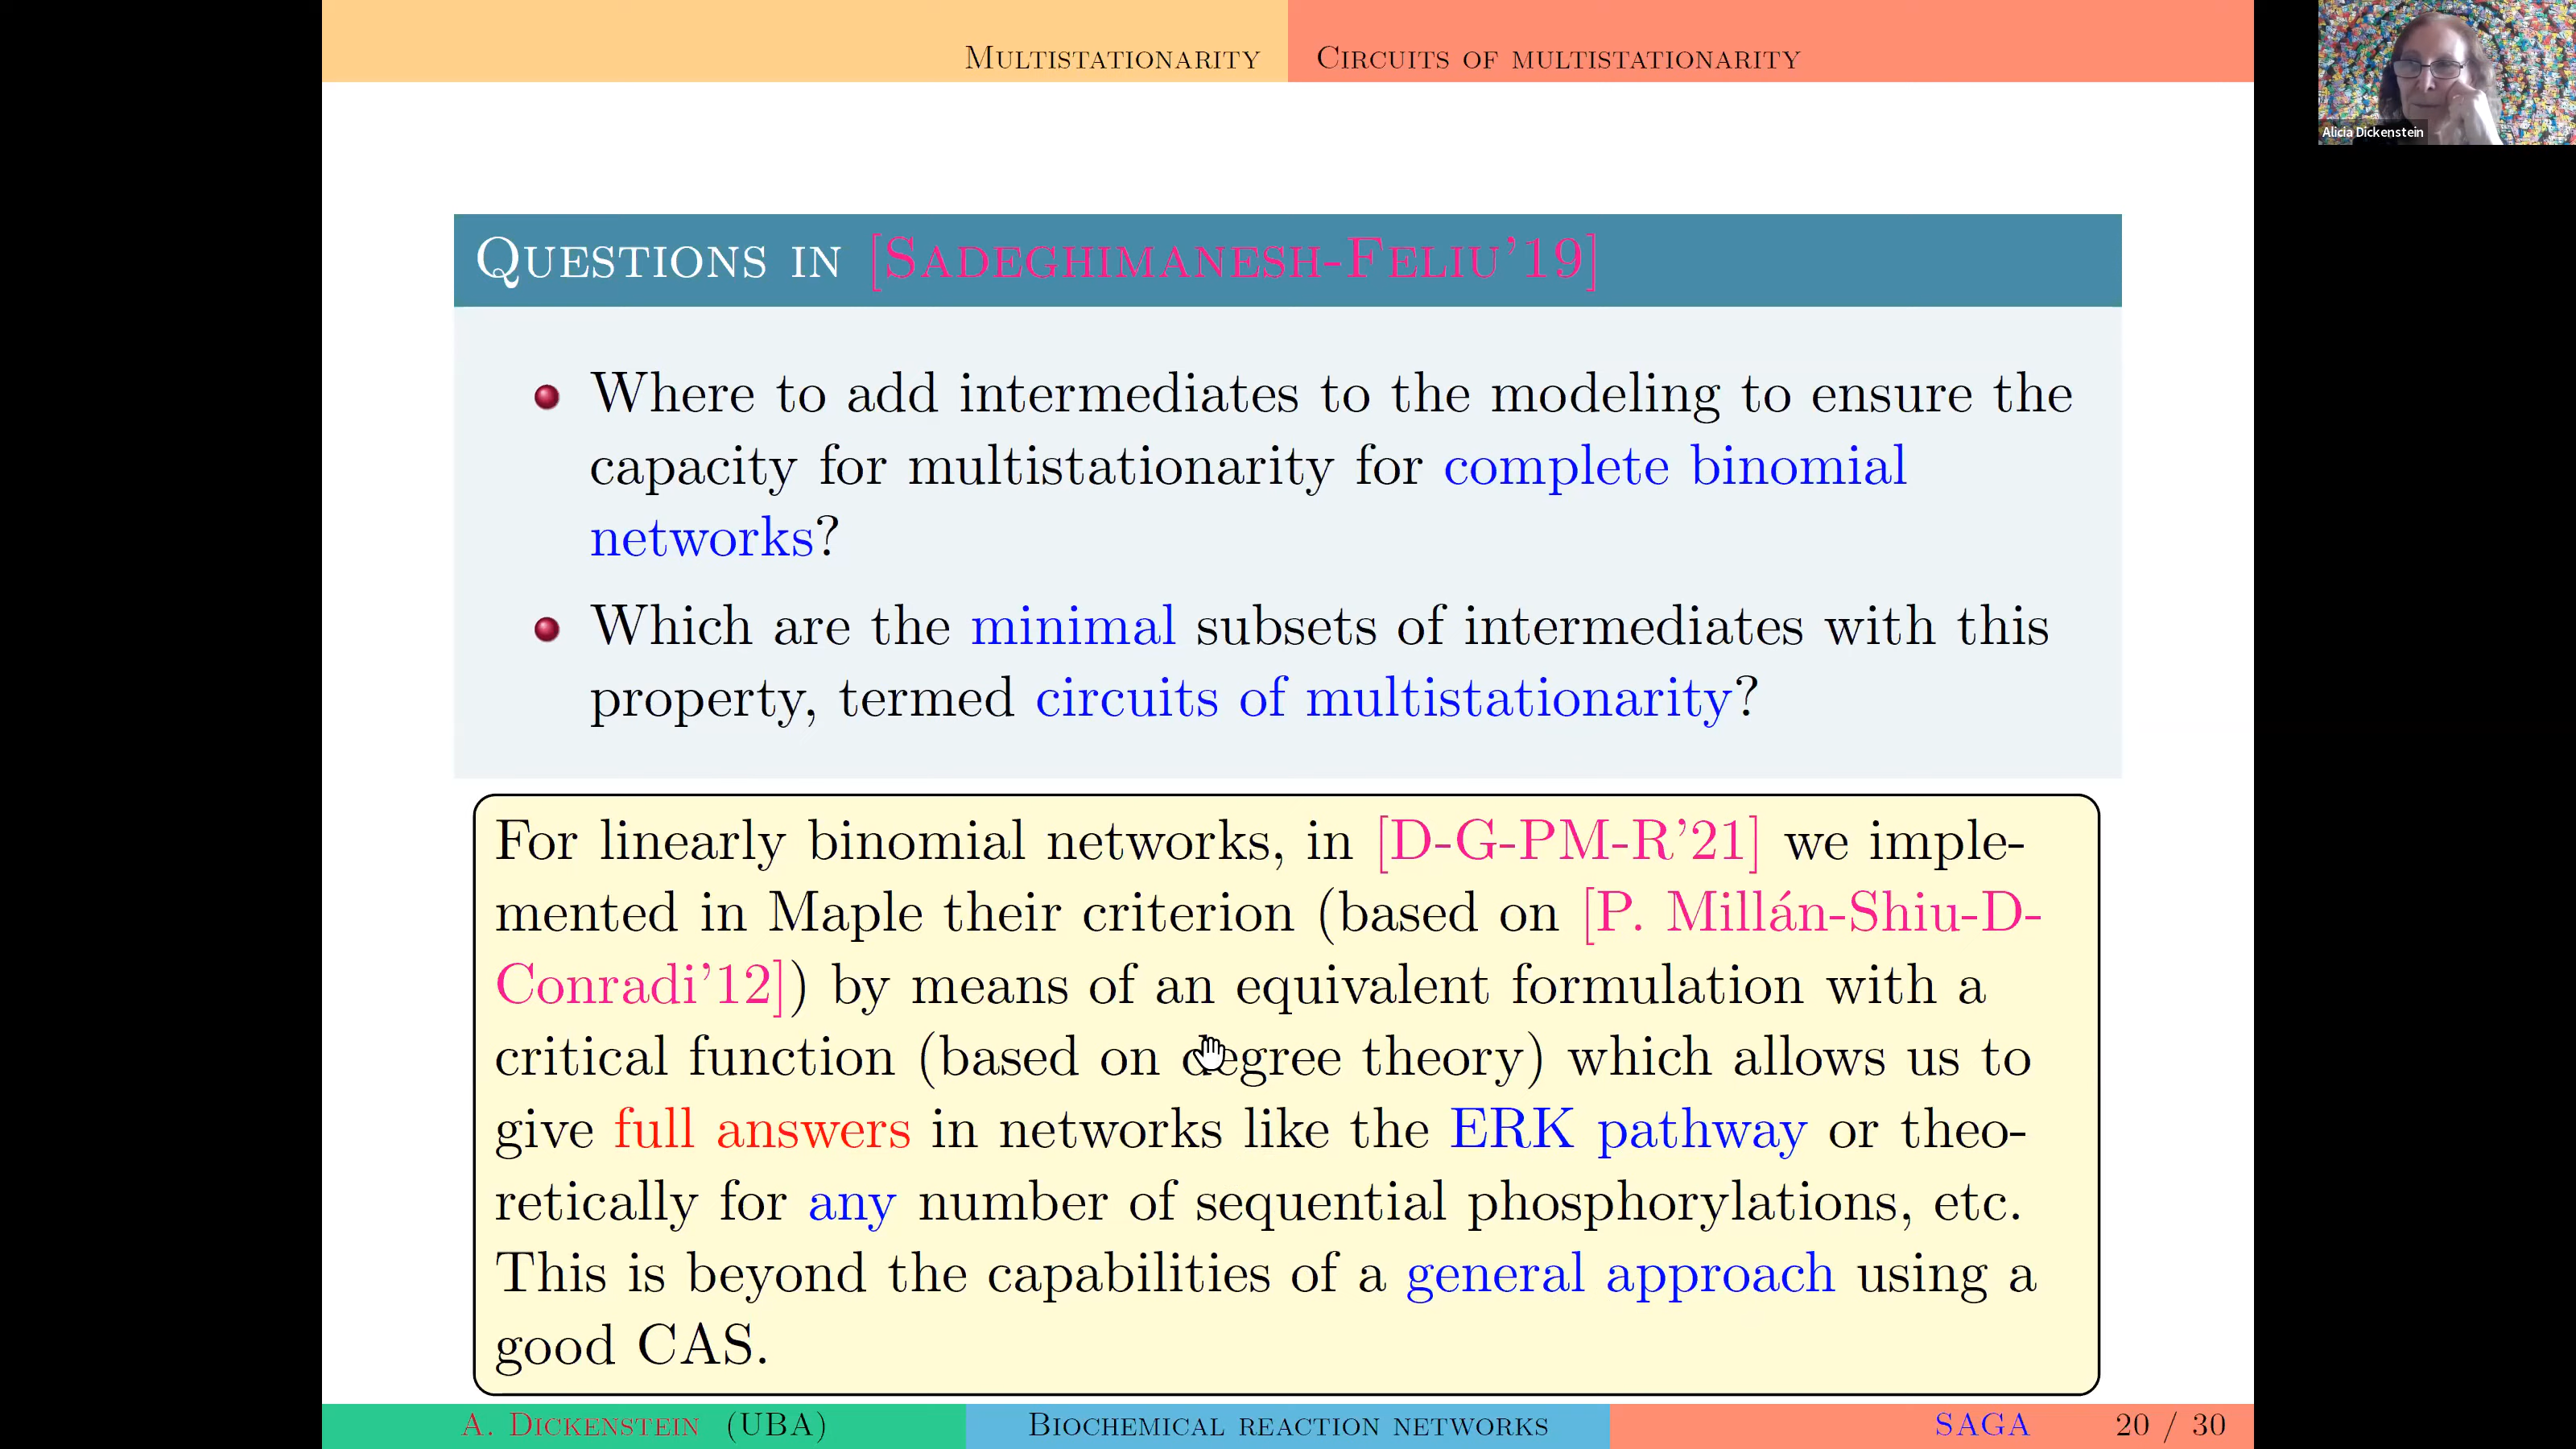 Multistationarity Circuits of multistationarity
Alicia Dickenstein
Questions in [Sadeghimanesh-Feliu'19]
Where to add intermediates to the modeling to ensure the
capacity for multistationarity for complete binomial
networks?
Which are the minimal subsets of intermediates with this
property, termed circuits of multistationarity?
For linearly binomial networks, in [D-G-PM-R'21] we imple-
mented in Maple their criterion (based on [P. Millán-Shiu-D-
Conradi'12]) by means of an equivalent formulation with a
critical function (based on degree theory) which allows us to
give full answers in networks like the ERK pathway or theo-
retically for any number of sequential phosphorylations, etc.
This is beyond the capabilities of a general approach using a
good CAS.
A. Dickenstein (UBA) Biochemical reaction networks SAGA 20 / 30